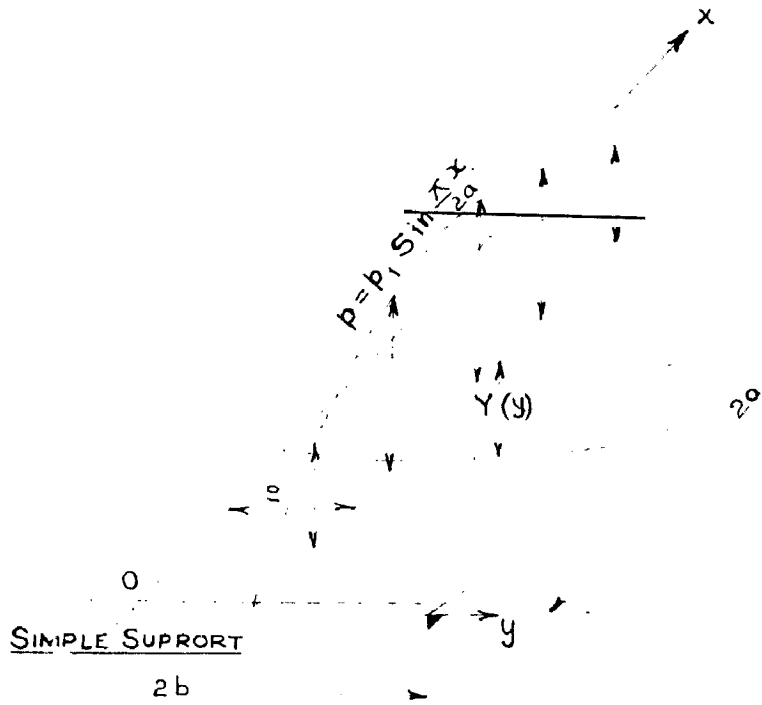 x
p = p₁ Sin πx/2a
Y(y)
2a
O
y
SIMPLE SUPRORT
2b